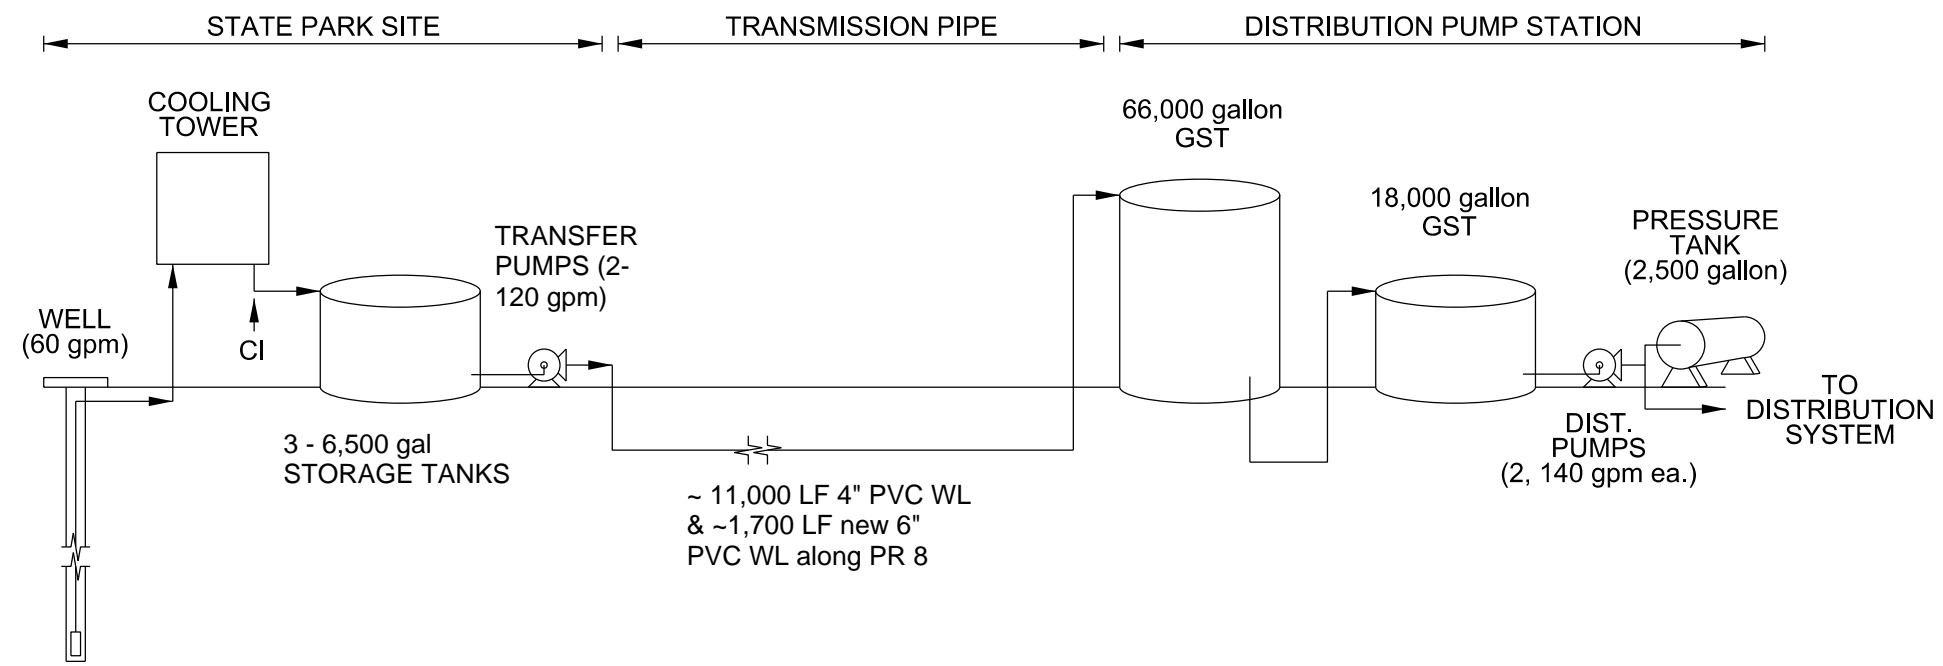 STATE PARK SITE
TRANSMISSION PIPE
DISTRIBUTION PUMP STATION
COOLING
TOWER
WELL
(60 gpm)
Cl
3 - 6,500 gal
STORAGE TANKS
TRANSFER
PUMPS (2-
120 gpm)
~ 11,000 LF 4" PVC WL
& ~1,700 LF new 6"
PVC WL along PR 8
66,000 gallon
GST
18,000 gallon
GST
PRESSURE
TANK
(2,500 gallon)
DIST.
PUMPS
(2, 140 gpm ea.)
TO
DISTRIBUTION
SYSTEM